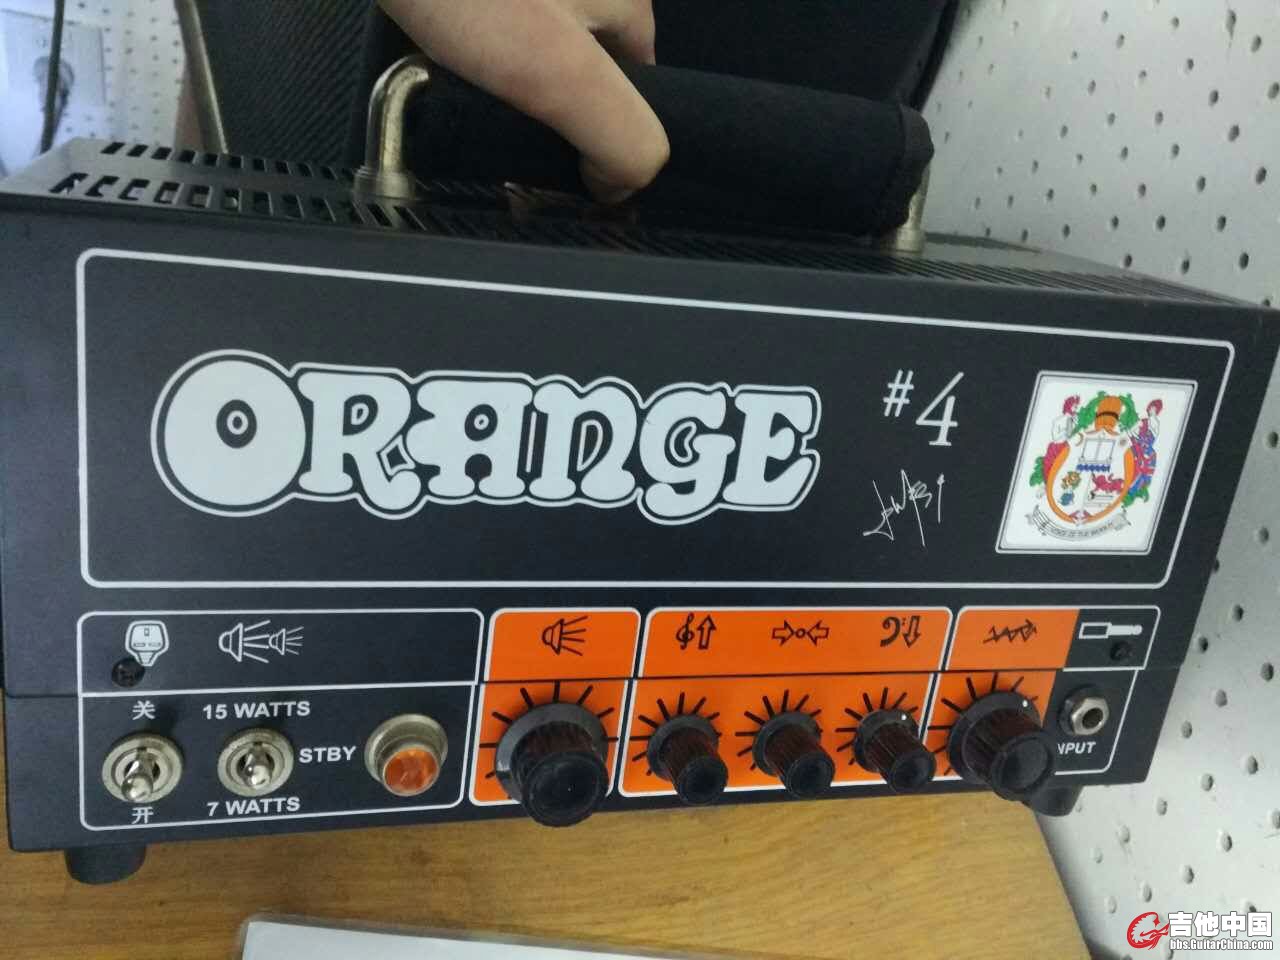 ORANGE
#4
关
15 WATTS
STBY
开
7 WATTS
INPUT
吉他中国
bbs.GuitarChina.com